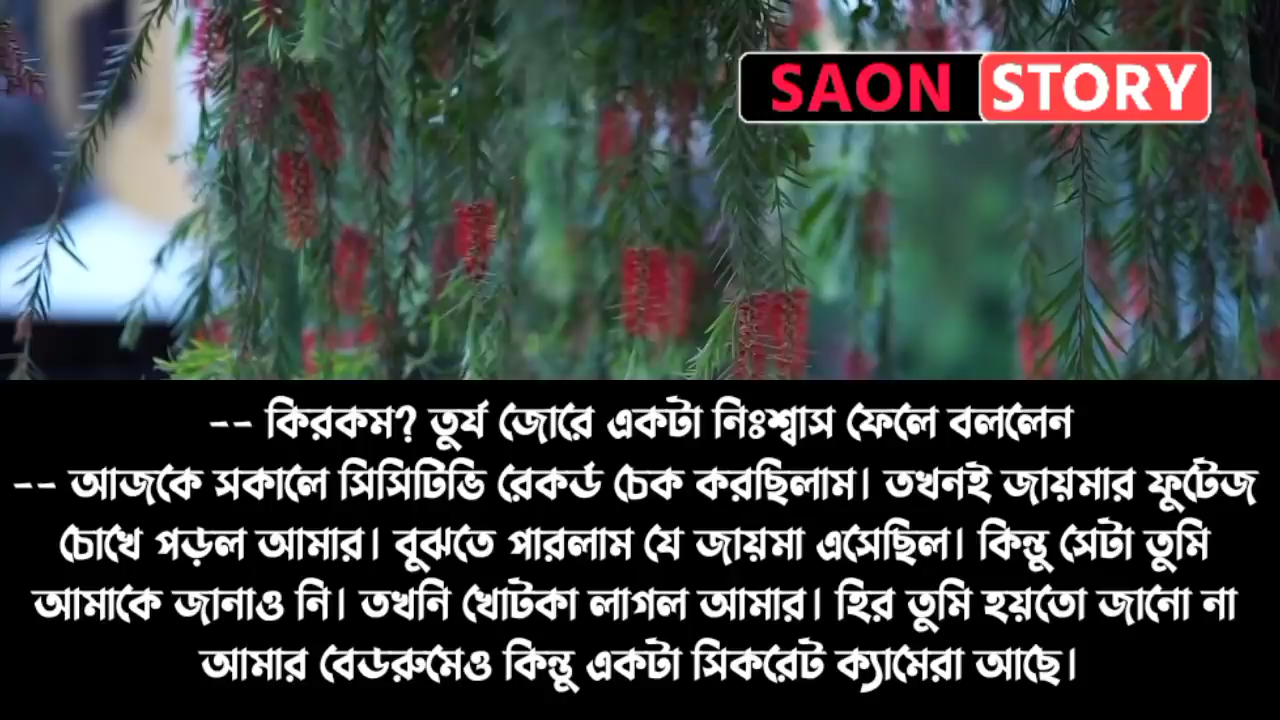 SAON STORY
-- কিরকম? তুর্য জোরে একটা নিঃশ্বাস ফেলে বললেন
-- আজকে সকালে সিসিটিভি রেকর্ড চেক করছিলাম। তখনই জায়মার ফুটেজ
চোখে পড়ল আমার। বুঝতে পারলাম যে জায়মা এসেছিল। কিন্তু সেটা তুমি
আমাকে জানাও নি। তখনি খোটকা লাগল আমার। হির তুমি হয়তো জানো না
আমার বেডরুমেও কিন্তু একটা সিকরেট ক্যামেরা আছে।